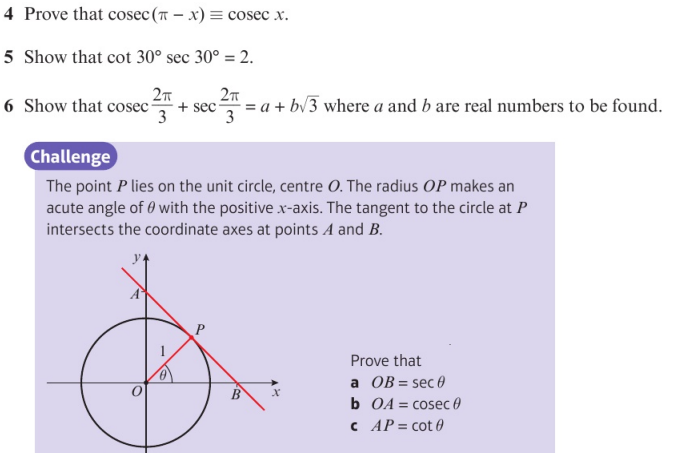 4 Prove that cosec (π − x) ≡ cosec x.
5 Show that cot 30° sec 30° = 2.
6 Show that cosec 2π/3 + sec 2π/3 = a + b√3 where a and b are real numbers to be found.
Challenge
The point P lies on the unit circle, centre O. The radius OP makes an
acute angle of θ with the positive x-axis. The tangent to the circle at P
intersects the coordinate axes at points A and B.
y
A
P
1
θ
O
B
x
Prove that
a OB = sec θ
b OA = cosec θ
c AP = cot θ